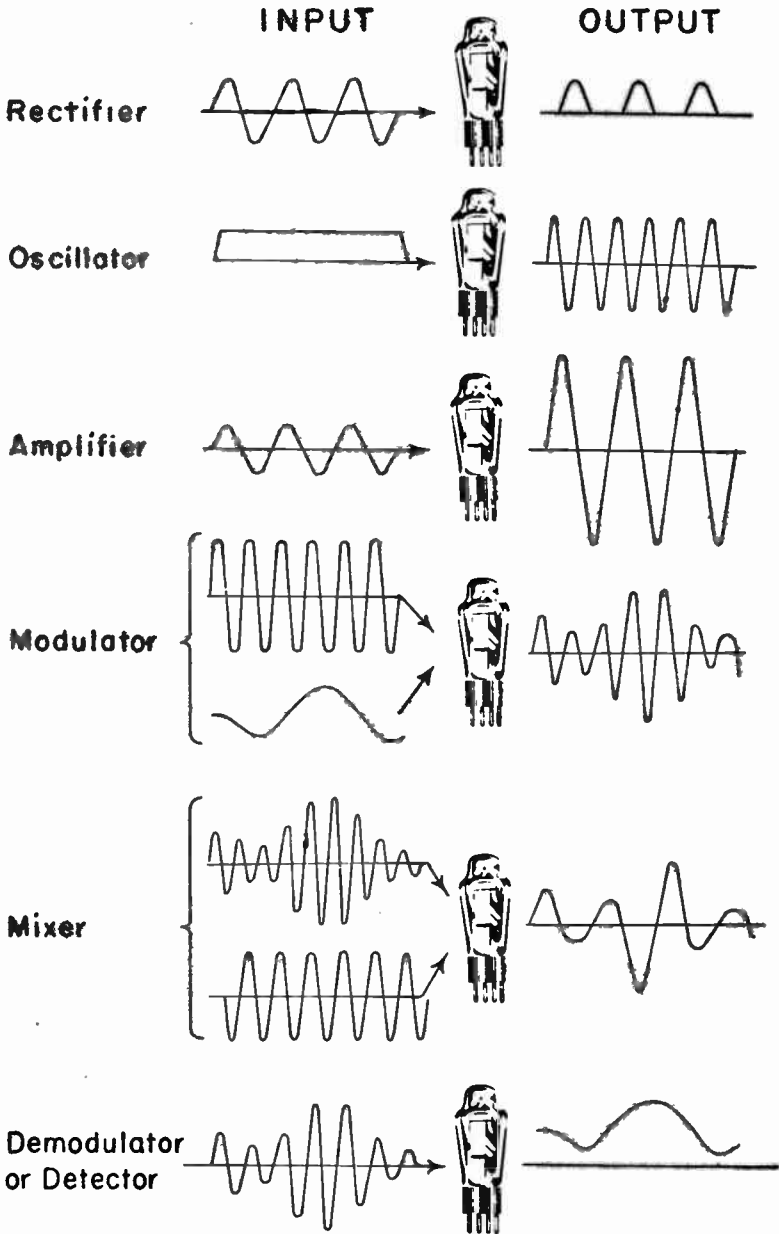 INPUT OUTPUT
Rectifier
Oscillator
Amplifier
Modulator
Mixer
Demodulator
or Detector